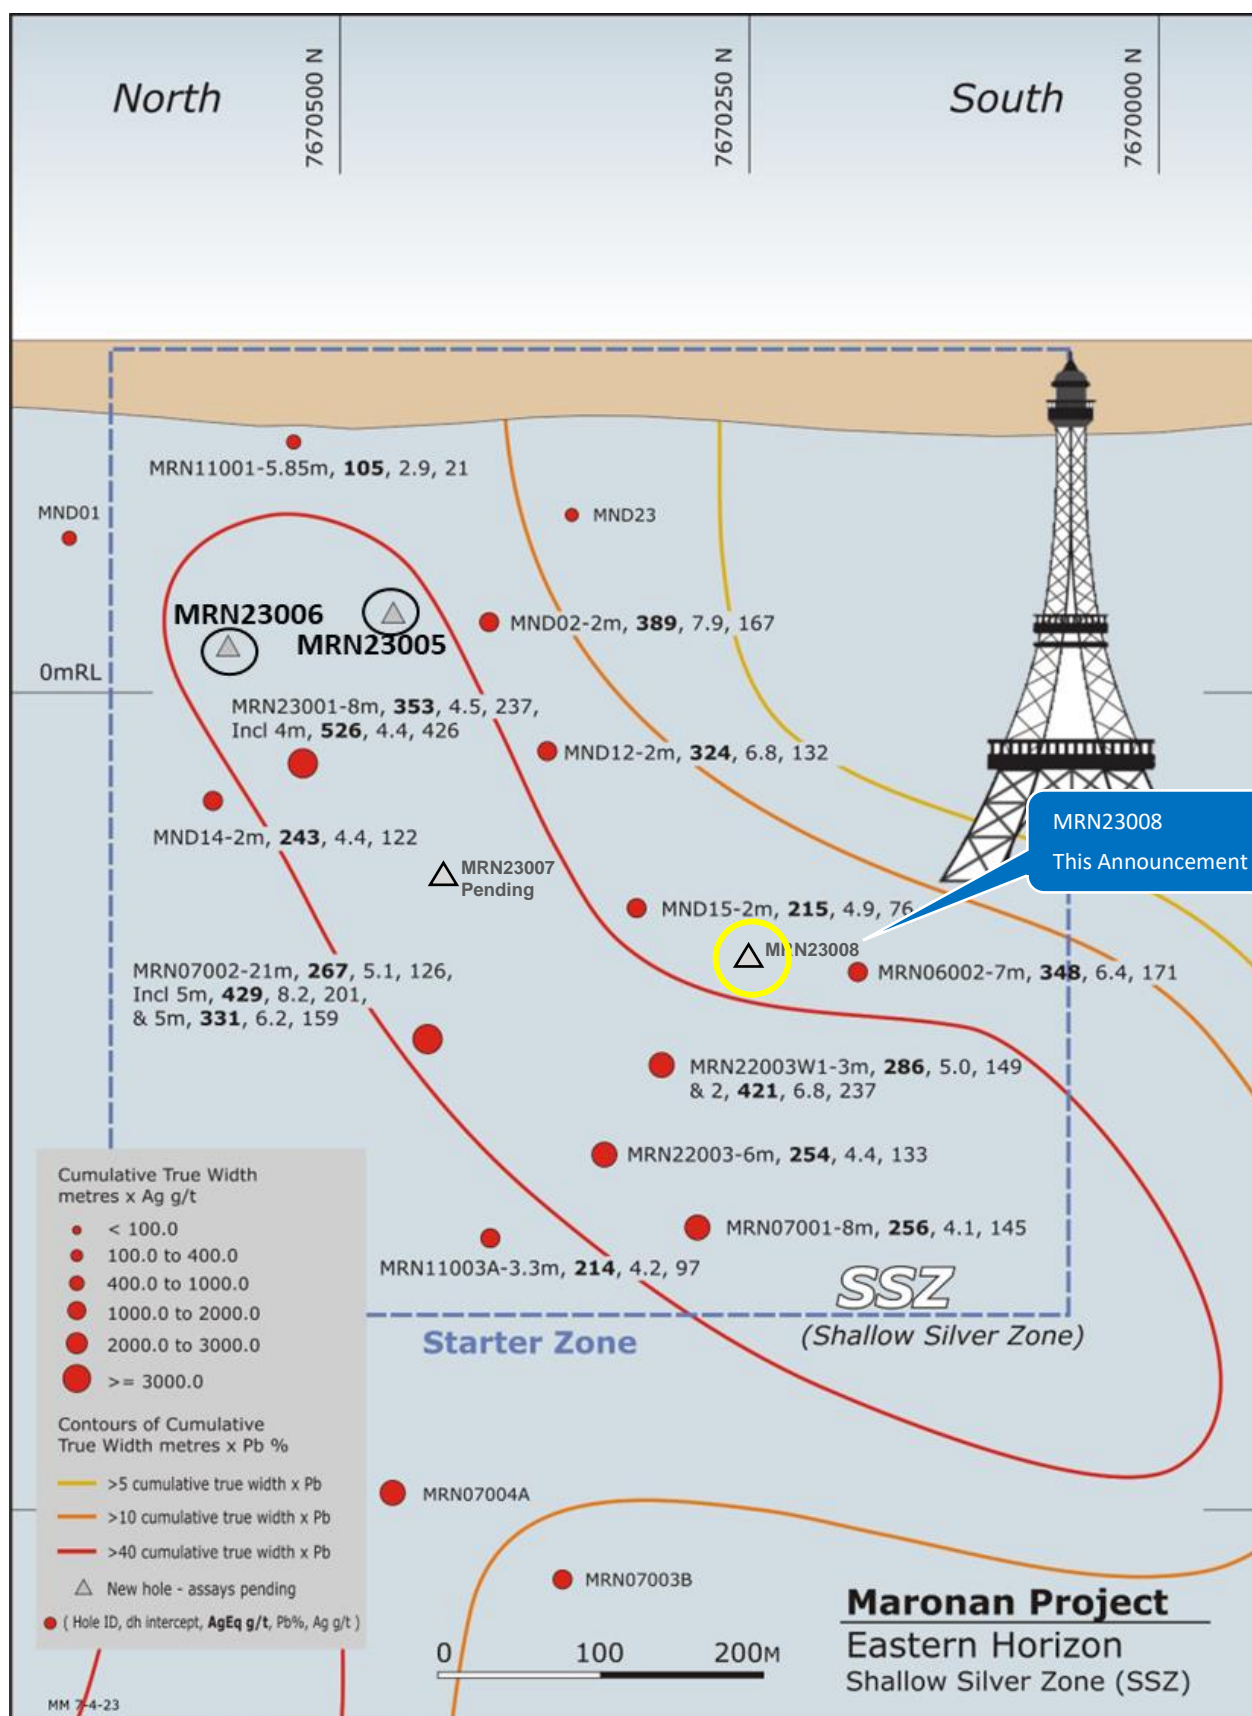 North
7670500 N
7670250 N
South
7670000 N
MRN11001-5.85m, 105, 2.9, 21
MND01
MND23
MRN23006
MRN23005
MND02-2m, 389, 7.9, 167
0mRL
MRN23001-8m, 353, 4.5, 237,
Incl 4m, 526, 4.4, 426
MND12-2m, 324, 6.8, 132
MND14-2m, 243, 4.4, 122
MRN23008
This Announcement
MRN23007
Pending
MND15-2m, 215, 4.9, 76
MRN23008
MRN06002-7m, 348, 6.4, 171
MRN07002-21m, 267, 5.1, 126,
Incl 5m, 429, 8.2, 201,
& 5m, 331, 6.2, 159
MRN22003W1-3m, 286, 5.0, 149
& 2, 421, 6.8, 237
MRN22003-6m, 254, 4.4, 133
MRN07001-8m, 256, 4.1, 145
MRN11003A-3.3m, 214, 4.2, 97
SSZ
(Shallow Silver Zone)
Starter Zone
Cumulative True Width
metres x Ag g/t
< 100.0
100.0 to 400.0
400.0 to 1000.0
1000.0 to 2000.0
2000.0 to 3000.0
>= 3000.0
Contours of Cumulative
True Width metres x Pb %
>5 cumulative true width x Pb
>10 cumulative true width x Pb
>40 cumulative true width x Pb
New hole - assays pending
( Hole ID, dh intercept, AgEq g/t, Pb%, Ag g/t )
MRN07004A
MRN07003B
0 100 200M
Maronan Project
Eastern Horizon
Shallow Silver Zone (SSZ)
MM 7-4-23